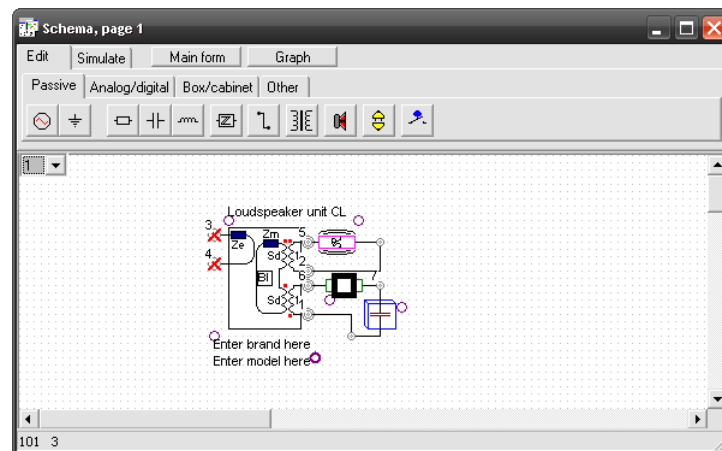 Schema, page 1
Edit Simulate Main form Graph
Passive Analog/digital Box/cabinet Other
1
Loudspeaker unit CL
3 Zm 5
Ze Sd 1
4 2 7
Bl 6
Sd 1
1
Enter brand here
Enter model here
101 3